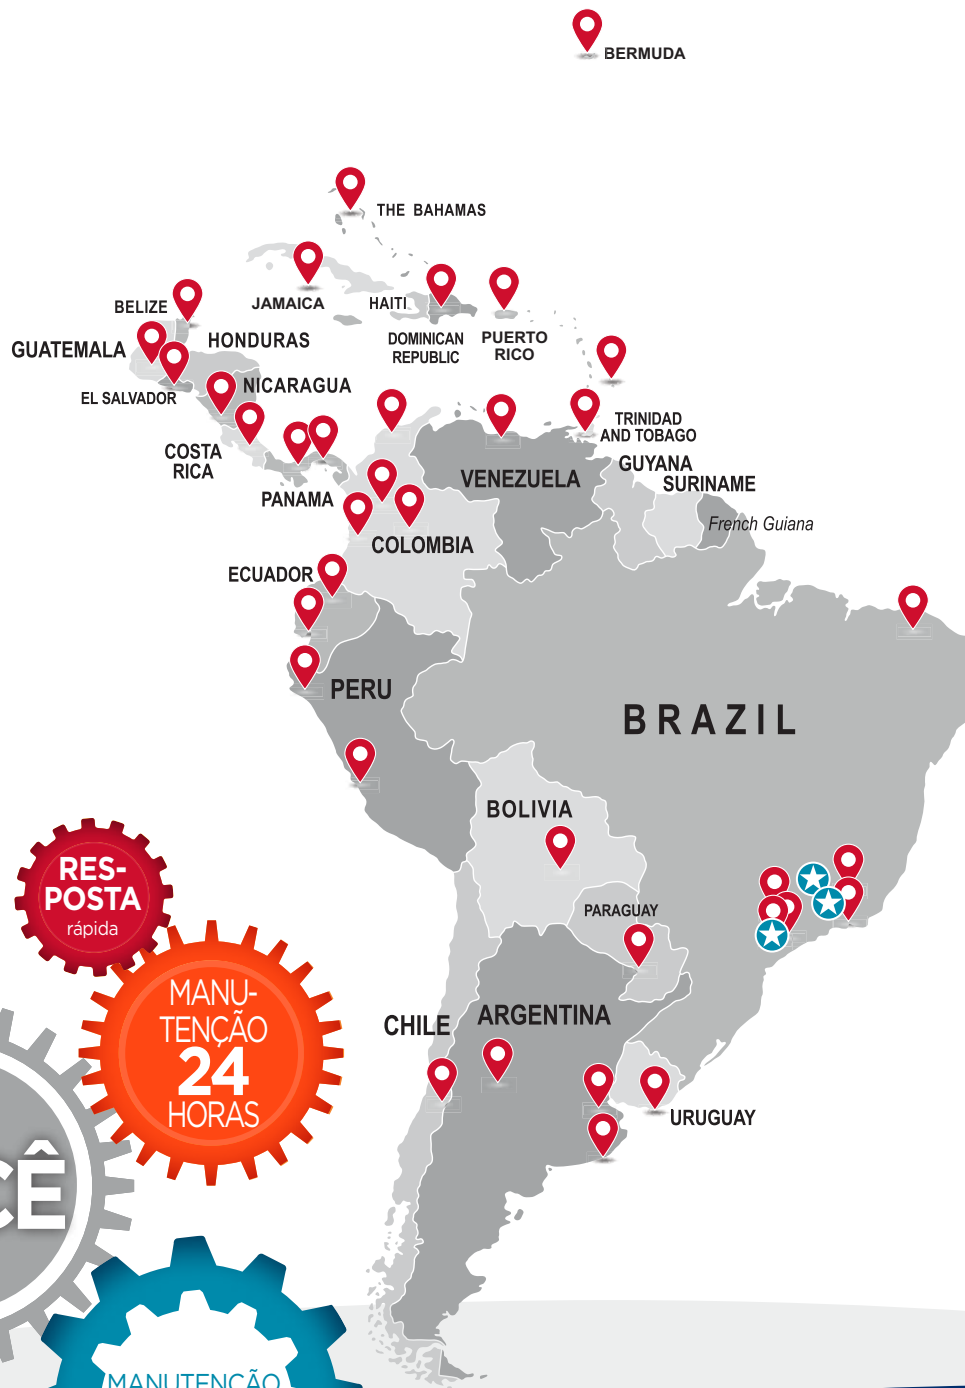 BERMUDA
THE BAHAMAS
BELIZE
JAMAICA
HAITI
GUATEMALA
HONDURAS
DOMINICAN
REPUBLIC
PUERTO
RICO
EL SALVADOR
NICARAGUA
TRINIDAD
AND TOBAGO
COSTA
RICA
PANAMA
VENEZUELA
GUYANA
SURINAME
French Guiana
COLOMBIA
ECUADOR
PERU
BRAZIL
BOLIVIA
PARAGUAY
CHILE
ARGENTINA
URUGUAY
RES-
POSTA
rápida
MANU-
TENÇÃO
24
HORAS
CÊ
MANUTENÇÃO